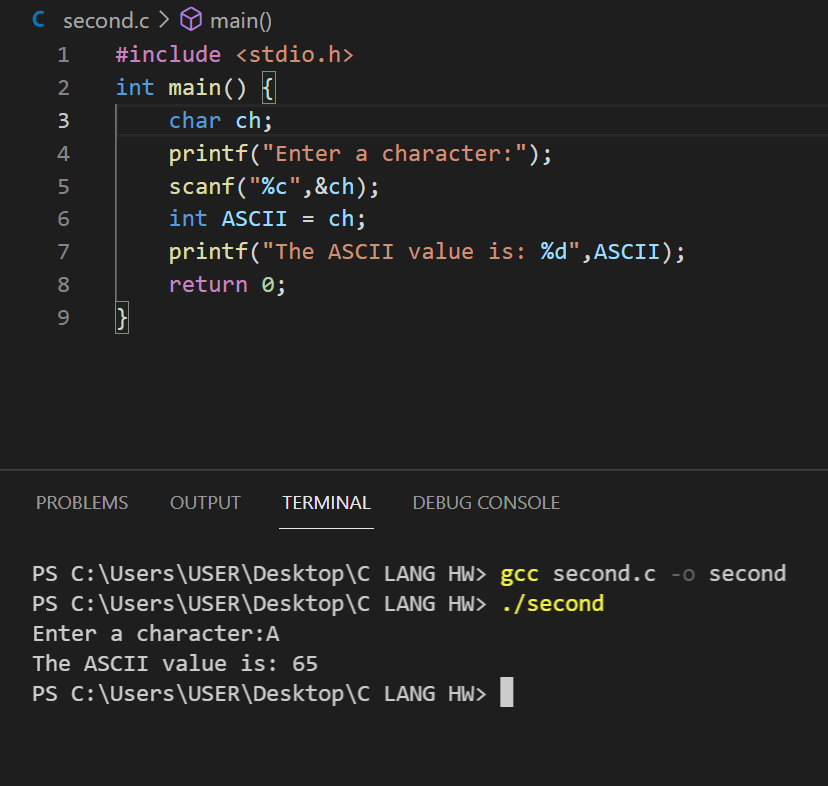 C second.c > main()
1 #include <stdio.h>
2 int main() {
3     char ch;
4     printf("Enter a character:");
5     scanf("%c",&ch);
6     int ASCII = ch;
7     printf("The ASCII value is: %d",ASCII);
8     return 0;
9 }
PROBLEMS OUTPUT TERMINAL DEBUG CONSOLE
PS C:\Users\USER\Desktop\C LANG HW> gcc second.c -o second
PS C:\Users\USER\Desktop\C LANG HW> ./second
Enter a character:A
The ASCII value is: 65
PS C:\Users\USER\Desktop\C LANG HW>